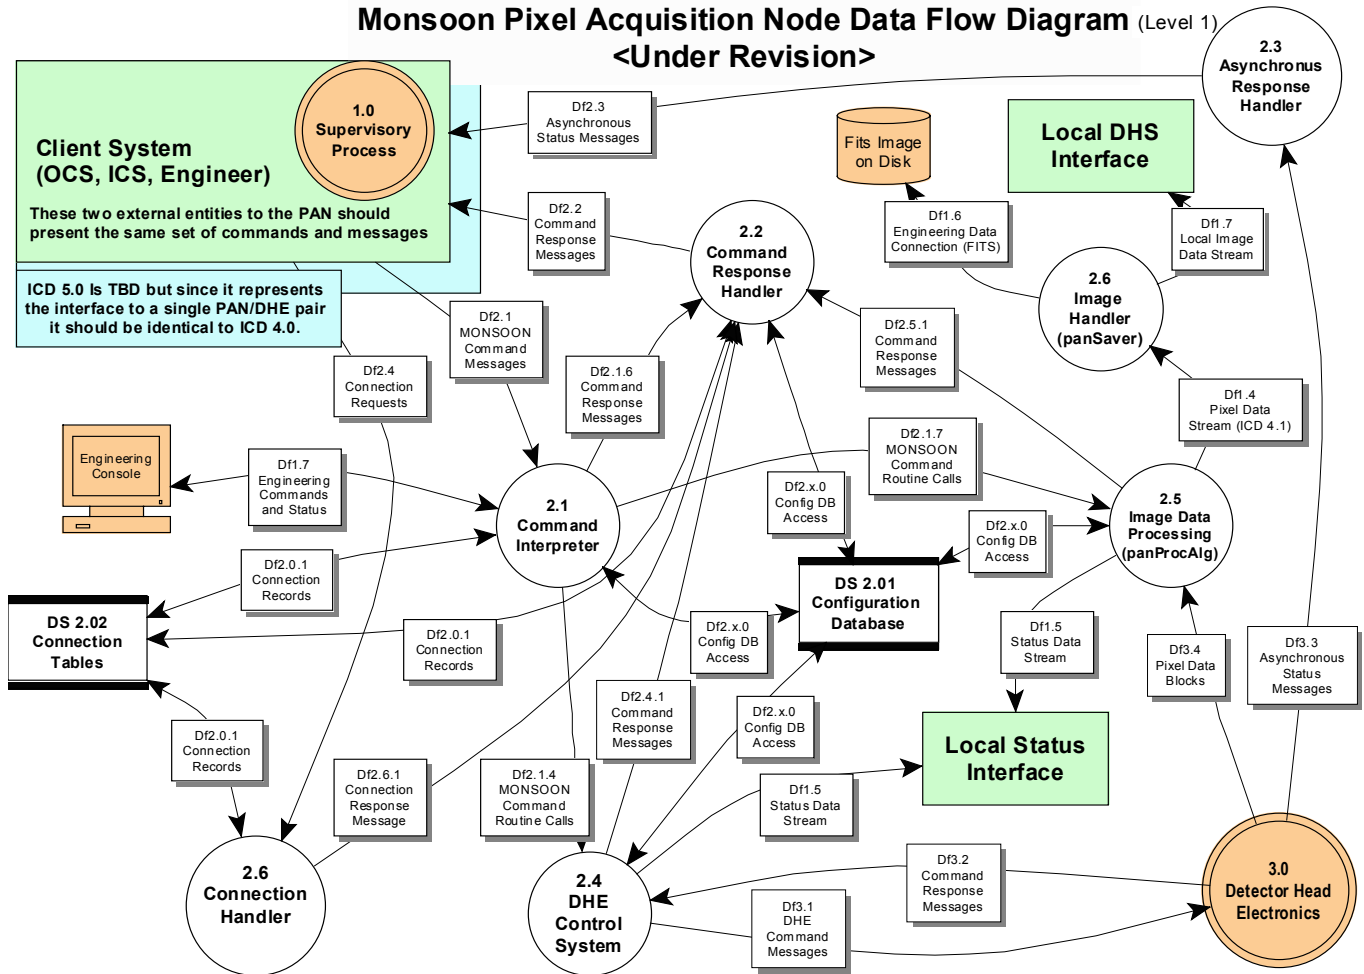 Monsoon Pixel Acquisition Node Data Flow Diagram (Level 1)
<Under Revision>
2.3
Asynchronus
Response
Handler
1.0
Supervisory
Process
Client System
(OCS, ICS, Engineer)
These two external entities to the PAN should
present the same set of commands and messages
ICD 5.0 Is TBD but since it represents
the interface to a single PAN/DHE pair
it should be identical to ICD 4.0.
Df2.3
Asynchronous
Status Messages
Df2.2
Command
Response
Messages
Fits Image
on Disk
Local DHS
Interface
Df1.6
Engineering Data
Connection (FITS)
Df1.7
Local Image
Data Stream
2.2
Command
Response
Handler
2.6
Image
Handler
(panSaver)
Df2.1
MONSOON
Command
Messages
Df2.4
Connection
Requests
Df2.1.6
Command
Response
Messages
Df2.5.1
Command
Response
Messages
Df1.4
Pixel Data
Stream (ICD 4.1)
Engineering
Console
Df1.7
Engineering
Commands
and Status
Df2.1.7
MONSOON
Command
Routine Calls
2.1
Command
Interpreter
Df2.x.0
Config DB
Access
Df2.x.0
Config DB
Access
2.5
Image Data
Processing
(panProcAlg)
Df2.0.1
Connection
Records
DS 2.02
Connection
Tables
DS 2.01
Configuration
Database
Df2.0.1
Connection
Records
Df2.x.0
Config DB
Access
Df1.5
Status Data
Stream
Df3.4
Pixel Data
Blocks
Df3.3
Asynchronous
Status
Messages
Df2.4.1
Command
Response
Messages
Df2.x.0
Config DB
Access
Df2.0.1
Connection
Records
Local Status
Interface
Df2.6.1
Connection
Response
Message
Df2.1.4
MONSOON
Command
Routine Calls
Df1.5
Status Data
Stream
2.6
Connection
Handler
2.4
DHE
Control
System
Df3.2
Command
Response
Messages
Df3.1
DHE
Command
Messages
3.0
Detector Head
Electronics